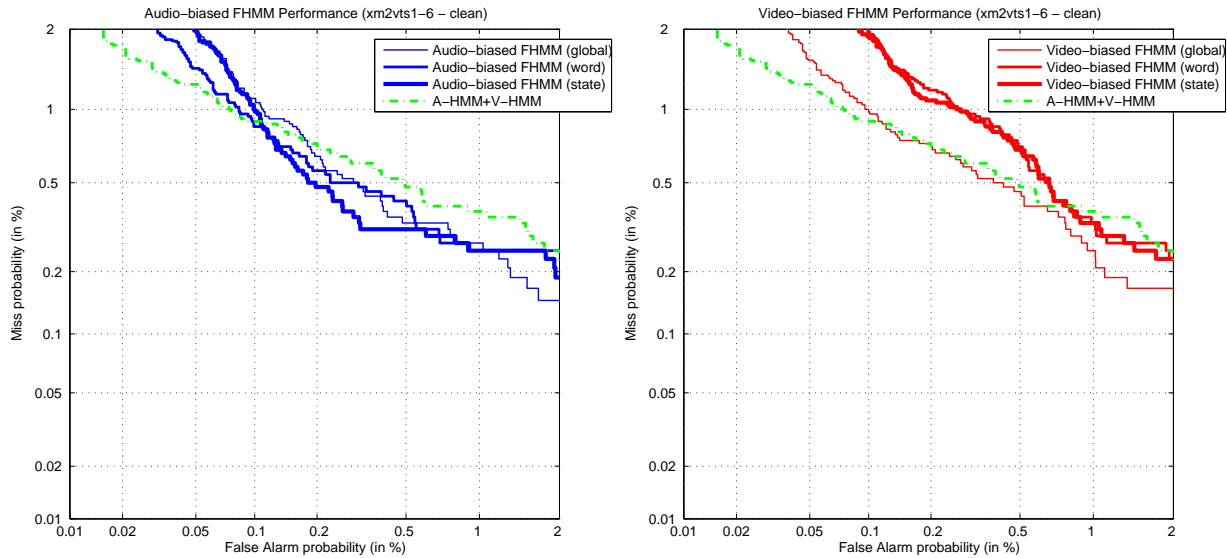 Audio−biased FHMM Performance (xm2vts1−6 − clean)
Audio−biased FHMM (global)
Audio−biased FHMM (word)
Audio−biased FHMM (state)
A−HMM+V−HMM
Miss probability (in %)
2
1
0.5
0.2
0.1
0.05
0.02
0.01
0.01 0.02 0.05 0.1 0.2 0.5 1 2
False Alarm probability (in %)
Video−biased FHMM Performance (xm2vts1−6 − clean)
Video−biased FHMM (global)
Video−biased FHMM (word)
Video−biased FHMM (state)
A−HMM+V−HMM
Miss probability (in %)
2
1
0.5
0.2
0.1
0.05
0.02
0.01
0.01 0.02 0.05 0.1 0.2 0.5 1 2
False Alarm probability (in %)